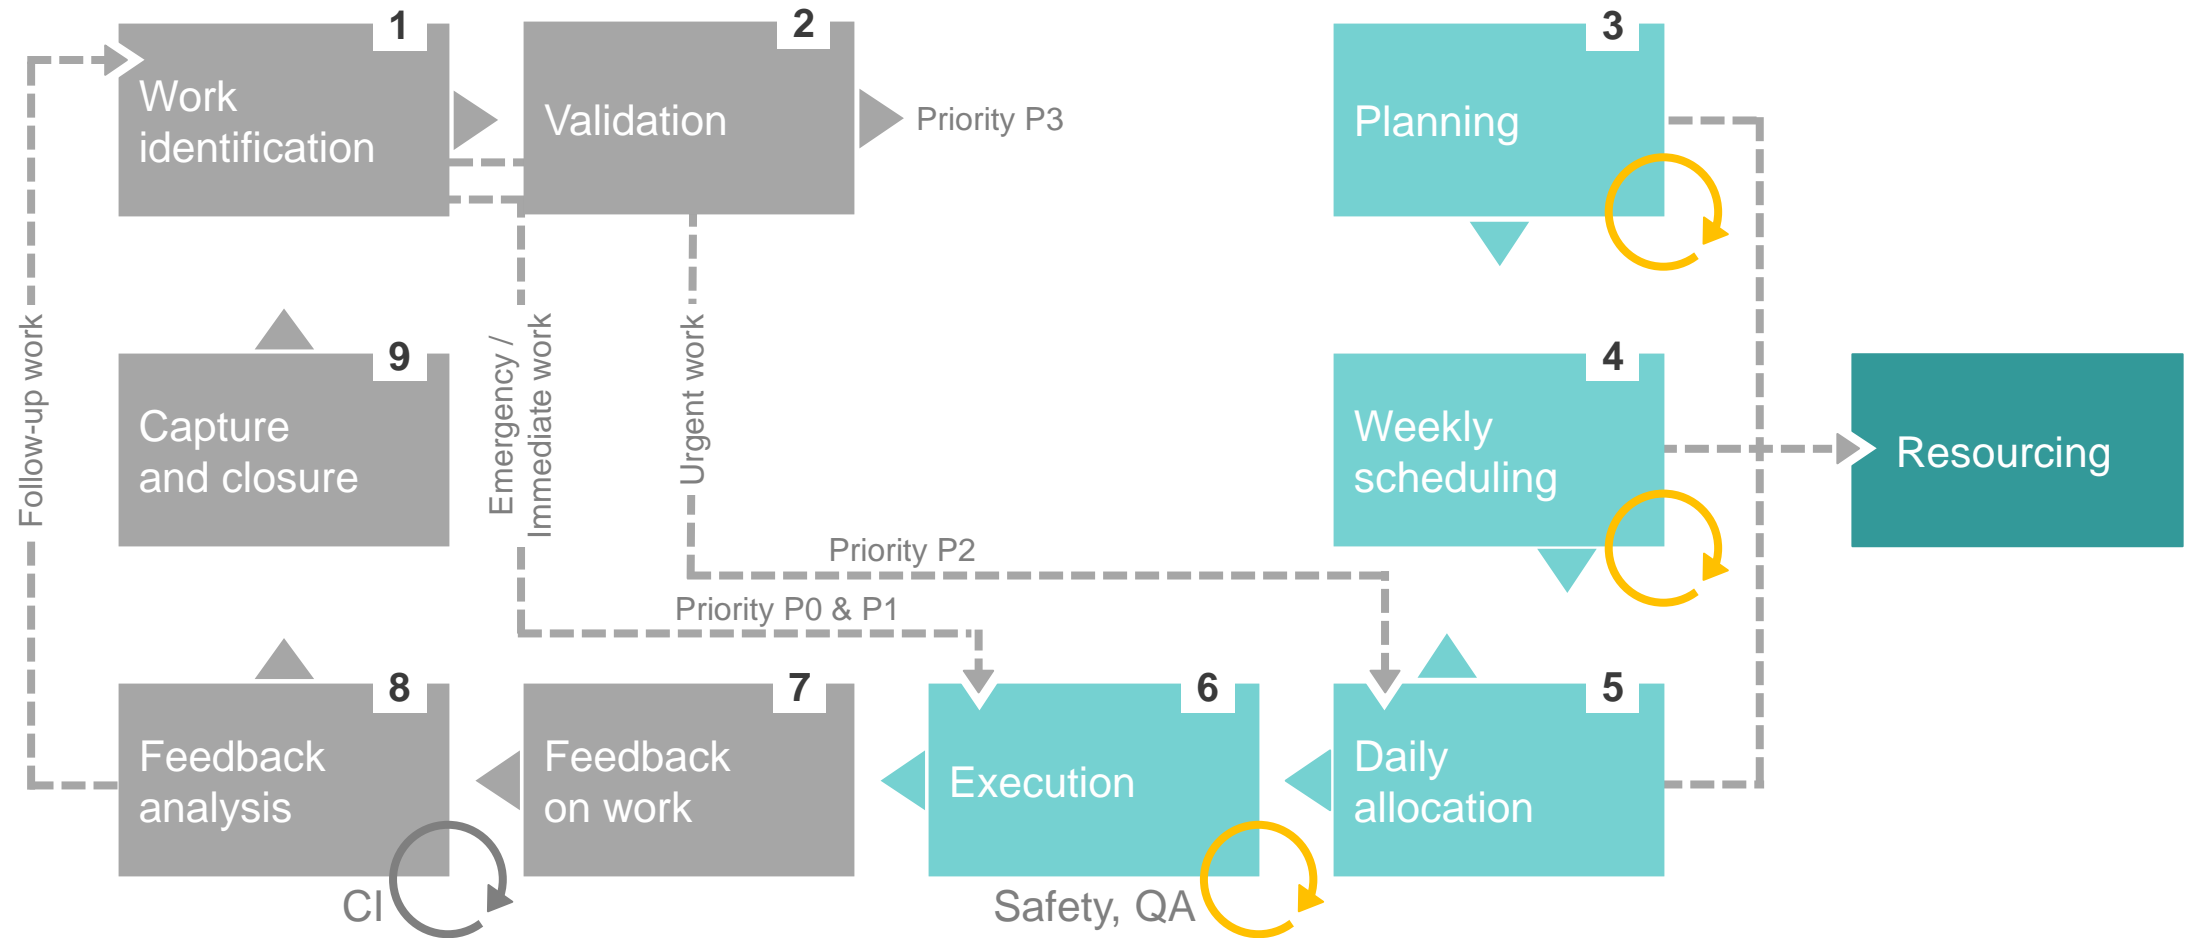 1
Work
identification
2
Validation
Priority P3
3
Planning
Follow-up work
9
Capture
and closure
Emergency /
Immediate work
Urgent work
4
Weekly
scheduling
Resourcing
Priority P2
Priority P0 & P1
8
Feedback
analysis
CI
7
Feedback
on work
6
Execution
Safety, QA
5
Daily
allocation